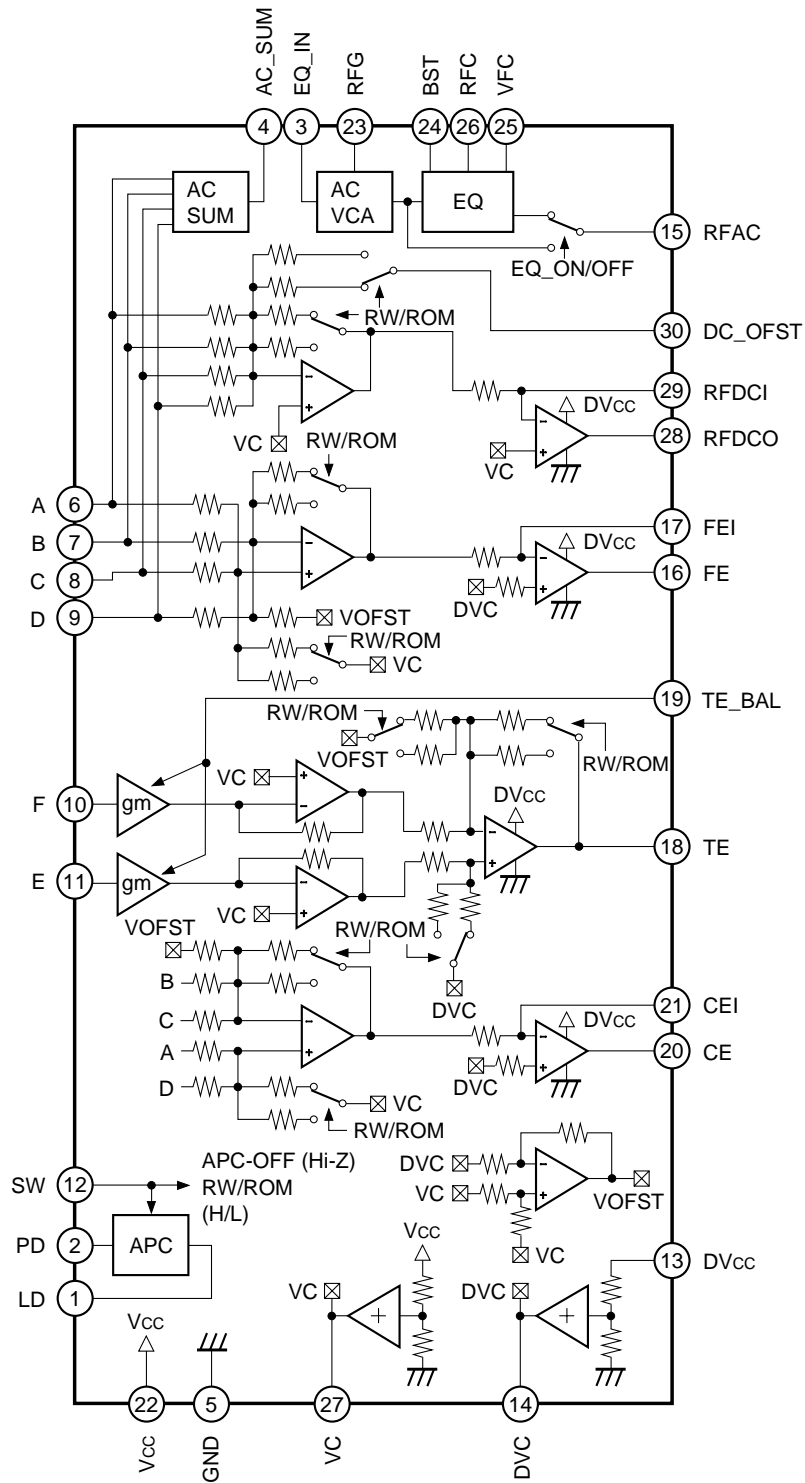 AC_SUM
EQ_IN
RFG
BST
RFC
VFC
4
3
23
24
26
25
AC
SUM
AC
VCA
EQ
15
RFAC
EQ_ON/OFF
RW/ROM
30
DC_OFST
29
RFDCI
DVCC
VC
VC
28
RFDCO
RW/ROM
A
6
B
7
C
8
D
9
17
FEI
DVCC
16
FE
DVC
VOFST
RW/ROM
VC
19
TE_BAL
RW/ROM
VOFST
RW/ROM
VC
DVCC
F
10
gm
18
TE
E
11
gm
VC
VOFST
RW/ROM
DVC
B
C
A
D
21
CEI
DVCC
20
CE
DVC
VC
RW/ROM
SW
12
APC-OFF (Hi-Z)
RW/ROM
(H/L)
DVC
VC
VOFST
VC
PD
2
APC
LD
1
VCC
VC
DVC
13
DVCC
VCC
22
5
27
14
VCC
GND
VC
DVC